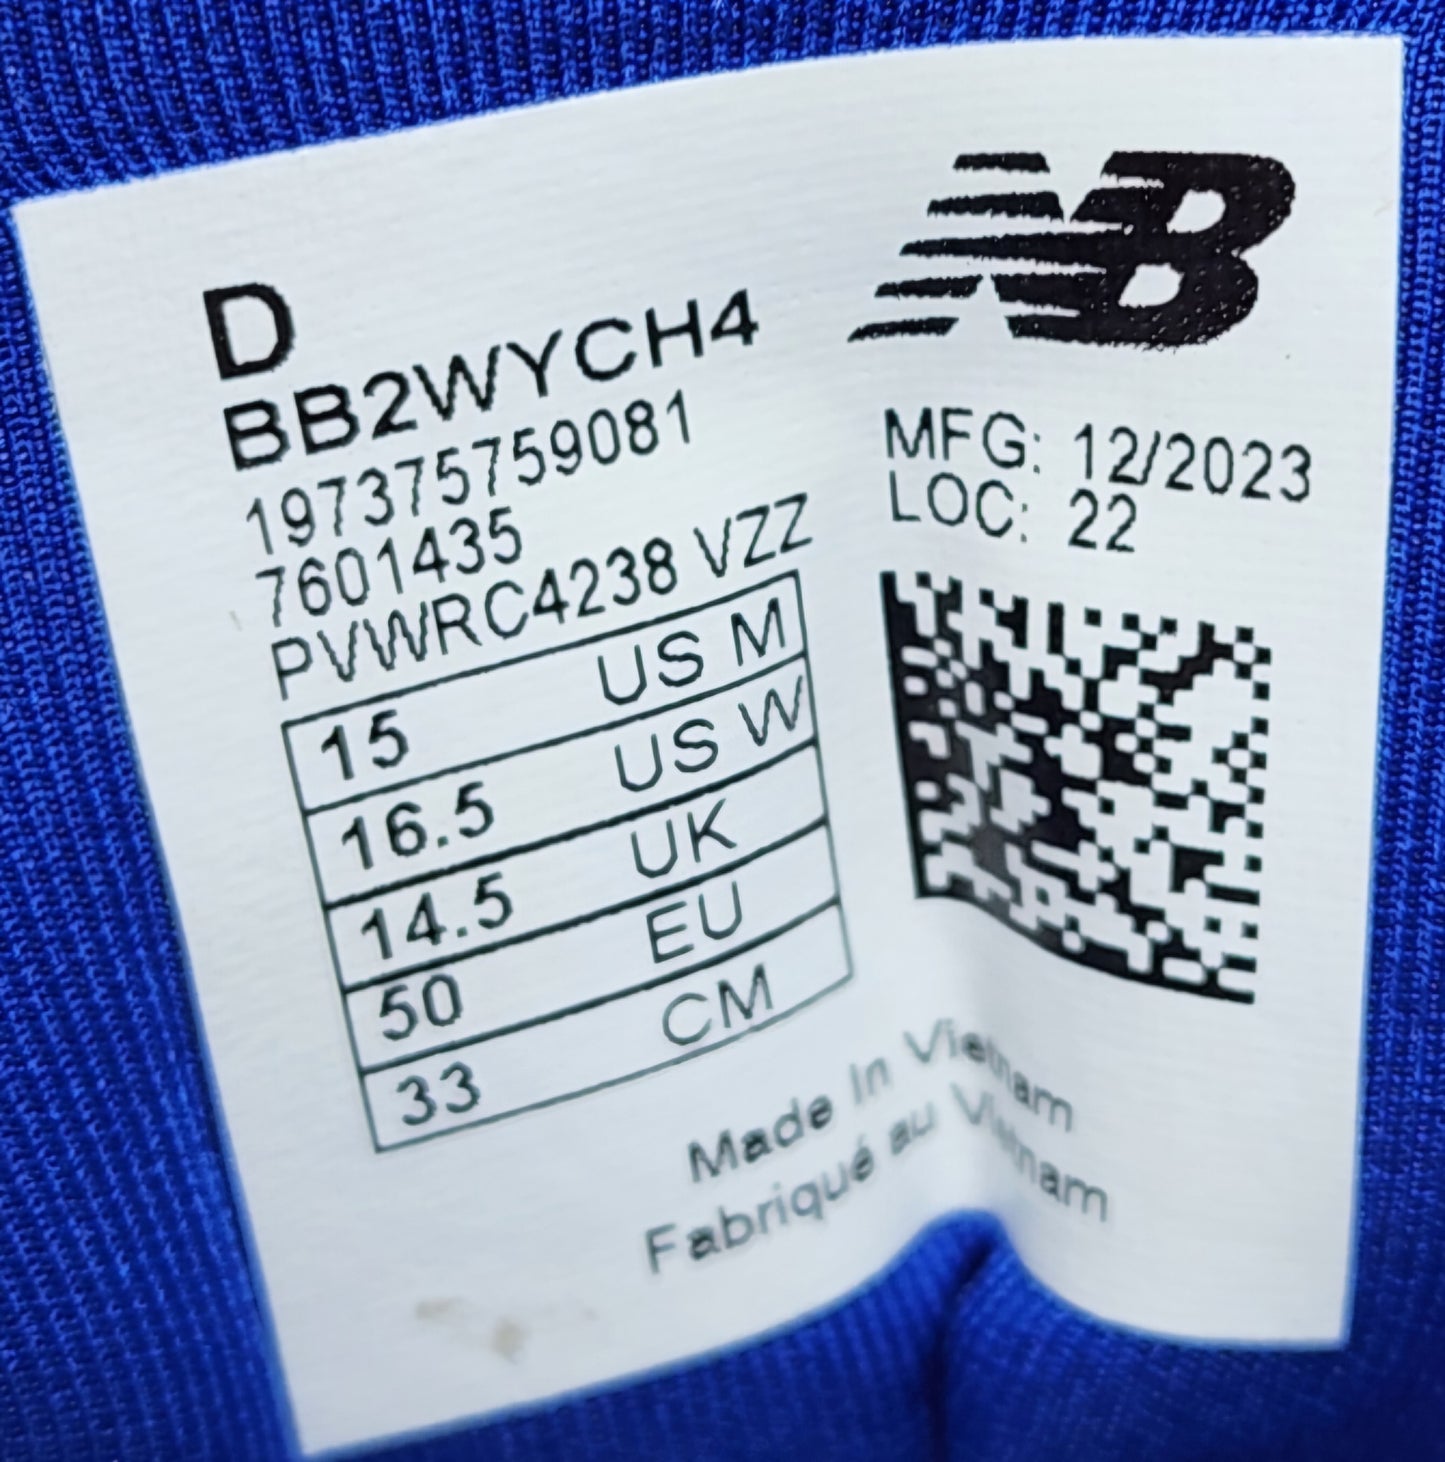 NB
D
BB2WYCH4
197375759081
7601435
PVWRC4238 VZZ
MFG: 12/2023
LOC: 22
15 US M
16.5 US W
14.5 UK
50 EU
33 CM
Made In Vietnam
Fabriqué au Vietnam